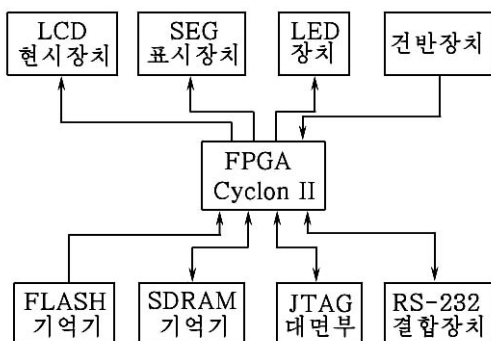 LCD
현시장치
SEG
표시장치
LED
장치
건반장치
FPGA
Cyclon II
FLASH
기억기
SDRAM
기억기
JTAG
대면부
RS-232
결합장치